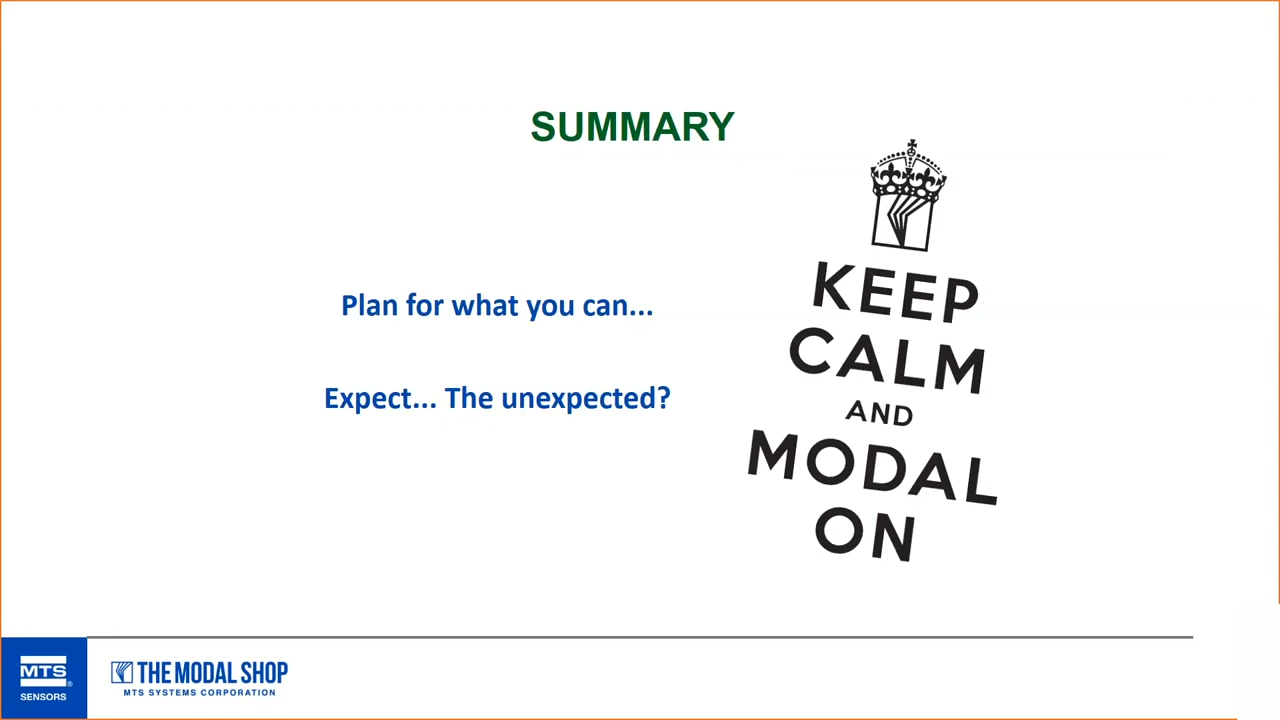 SUMMARY
Plan for what you can...
Expect... The unexpected?
KEEP
CALM
AND
MODAL
ON
MTS®
SENSORS
THE MODAL SHOP
MTS SYSTEMS CORPORATION